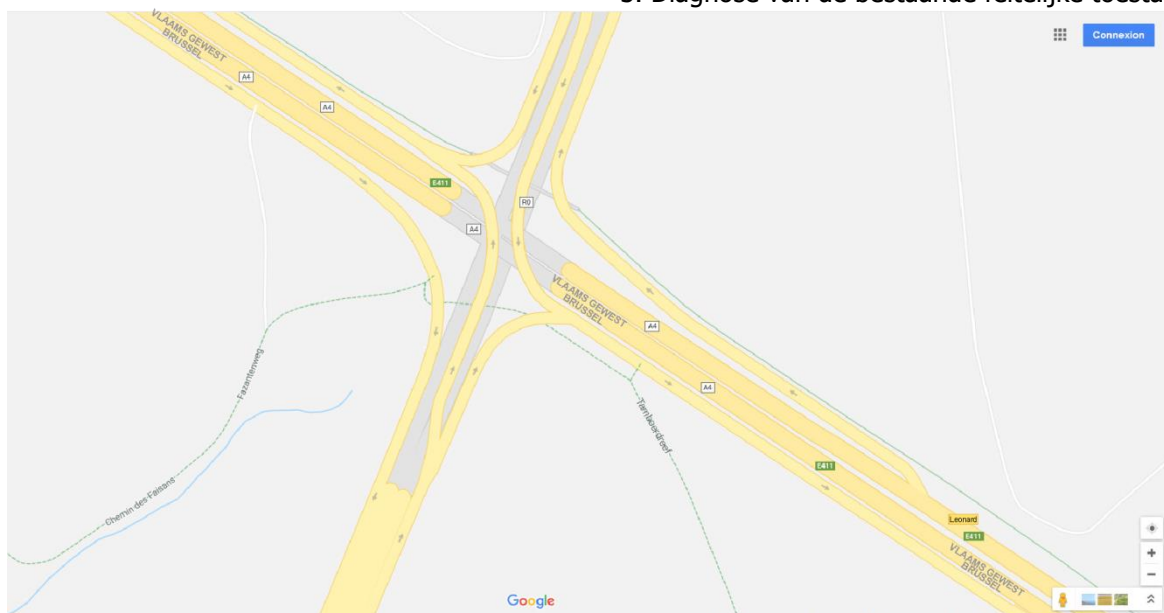 3. Diagnose van de bestaande feitelijke toesta
Connexion
VLAAMS GEWEST
BRUSSEL
A4
A4
E411
R0
A4
VLAAMS GEWEST
BRUSSEL
A4
A4
Fazantenweg
Tamboerdreef
E411
Chemin des Faisans
Leonard
E411
VLAAMS GEWEST
BRUSSEL
Google